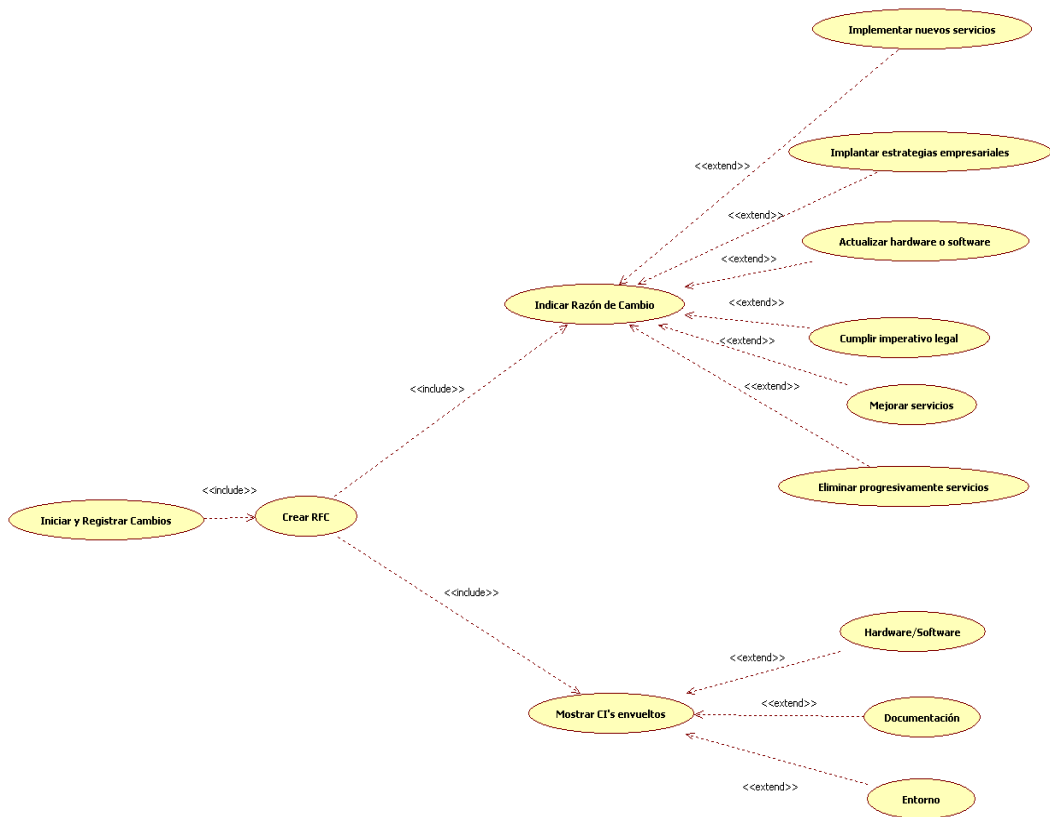 Implementar nuevos servicios
Implantar estrategias empresariales
<<extend>>
<<extend>>
Actualizar hardware o software
<<extend>>
Indicar Razón de Cambio
<<extend>>
Cumplir imperativo legal
<<extend>>
<<include>>
<<extend>>
Mejorar servicios
Eliminar progresivamente servicios
<<include>>
Iniciar y Registrar Cambios
Crear RFC
<<include>>
Hardware/Software
<<extend>>
<<extend>>
Mostrar CI's envueltos
Documentación
<<extend>>
Entorno